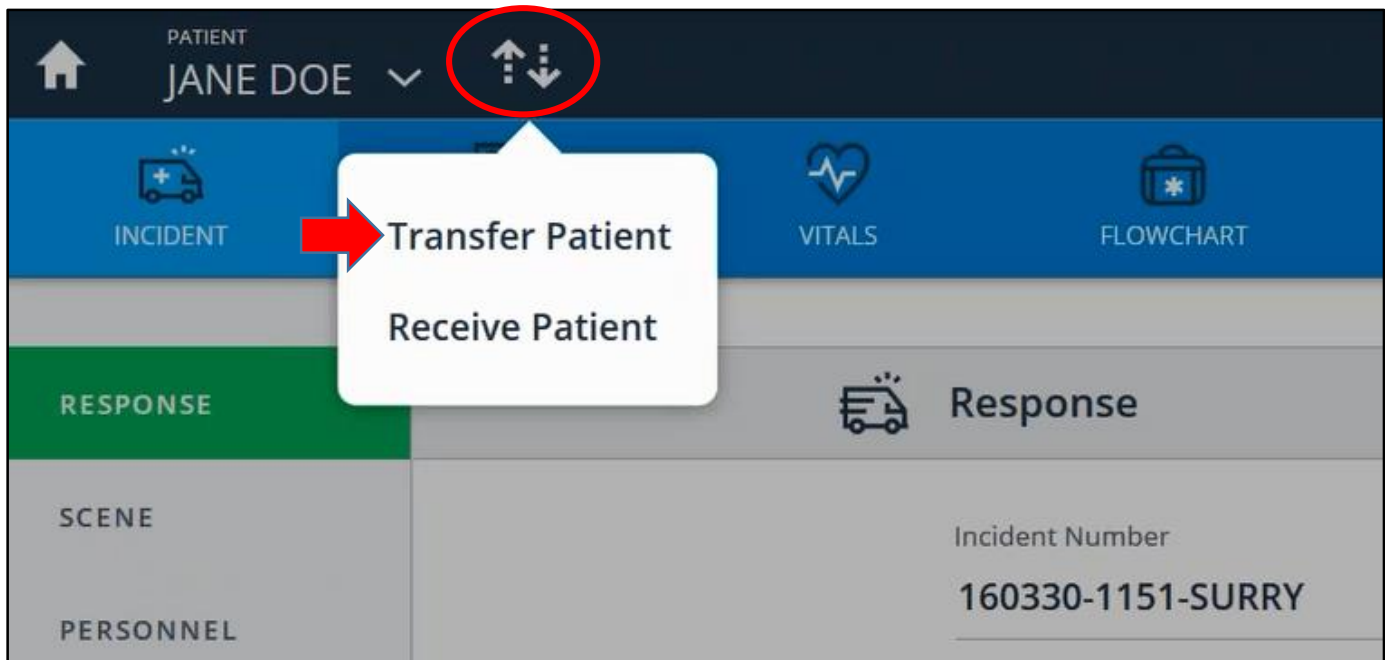 PATIENT
JANE DOE
INCIDENT
VITALS
FLOWCHART
Transfer Patient
Receive Patient
RESPONSE
Response
SCENE
Incident Number
160330-1151-SURRY
PERSONNEL